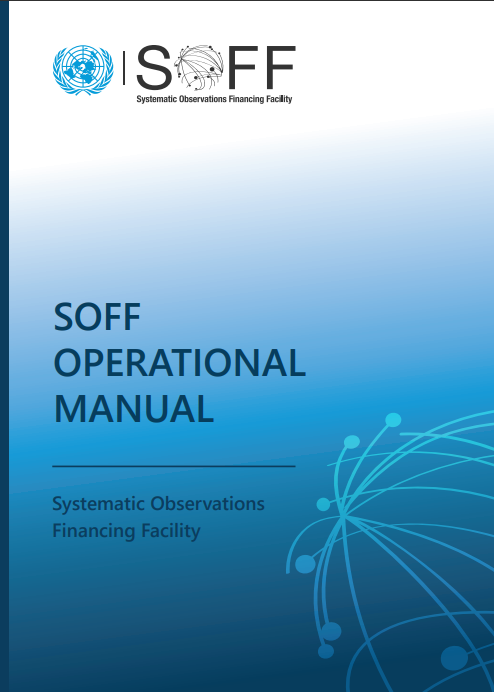 SOFF
Systematic Observations Financing Facility
SOFF
OPERATIONAL
MANUAL
Systematic Observations
Financing Facility